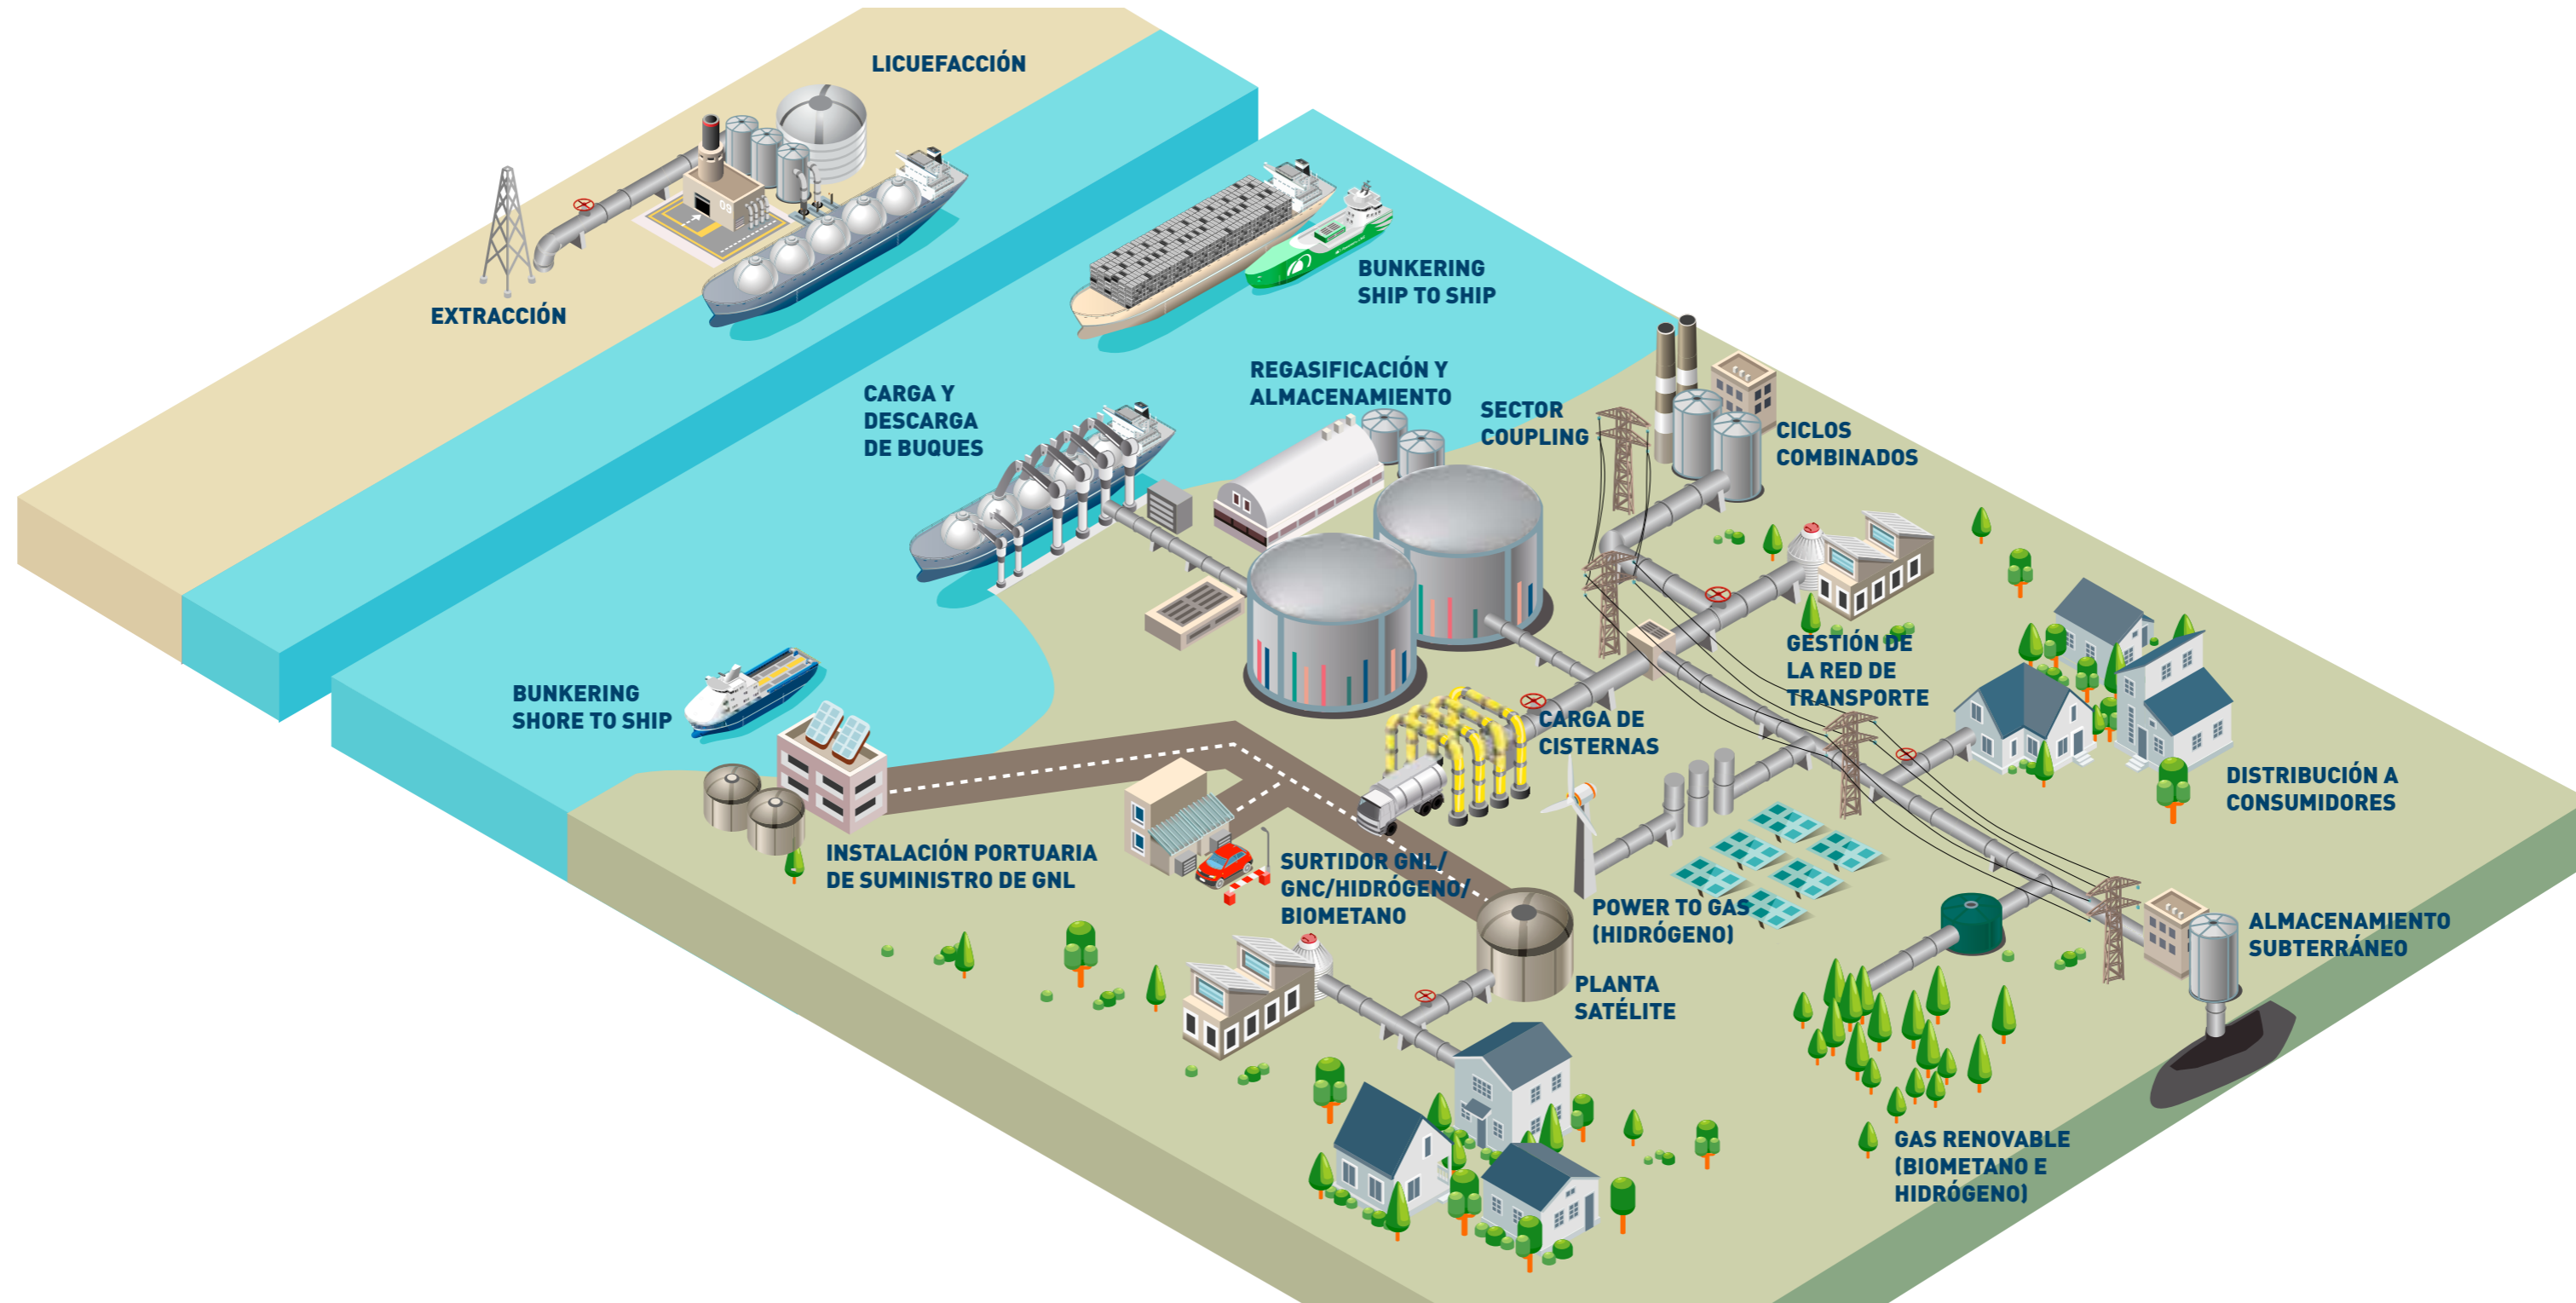 LICUEFACCIÓN
08
EXTRACCIÓN
BUNKERING
SHIP TO SHIP
REGASIFICACIÓN Y
ALMACENAMIENTO
CARGA Y
DESCARGA
DE BUQUES
SECTOR
COUPLING
CICLOS
COMBINADOS
GESTIÓN DE
LA RED DE
TRANSPORTE
BUNKERING
SHORE TO SHIP
CARGA DE
CISTERNAS
DISTRIBUCIÓN A
CONSUMIDORES
INSTALACIÓN PORTUARIA
DE SUMINISTRO DE GNL
SURTIDOR GNL/
GNC/HIDRÓGENO/
BIOMETANO
POWER TO GAS
(HIDRÓGENO)
ALMACENAMIENTO
SUBTERRÁNEO
PLANTA
SATÉLITE
GAS RENOVABLE
(BIOMETANO E
HIDRÓGENO)